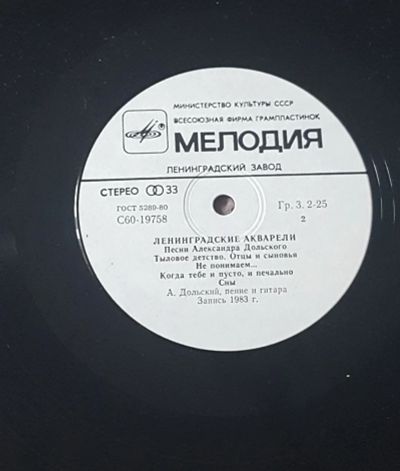 МИНИСТЕРСТВО КУЛЬТУРЫ СССР
ВСЕСОЮЗНАЯ ФИРМА ГРАМПЛАСТИНОК
МЕЛОДИЯ
ЛЕНИНГРАДСКИЙ ЗАВОД
СТЕРЕО 33
ГОСТ 5289-80
Гр. 3. 2-25
С60-19758
2
ЛЕНИНГРАДСКИЕ АКВАРЕЛИ
Песни Александра Дольского
Тыловое детство. Отцы и сыновья
Не понимаем...
Когда тебе и пусто, и печально
Сны
А. Дольский, пение и гитара
Запись 1983 г.